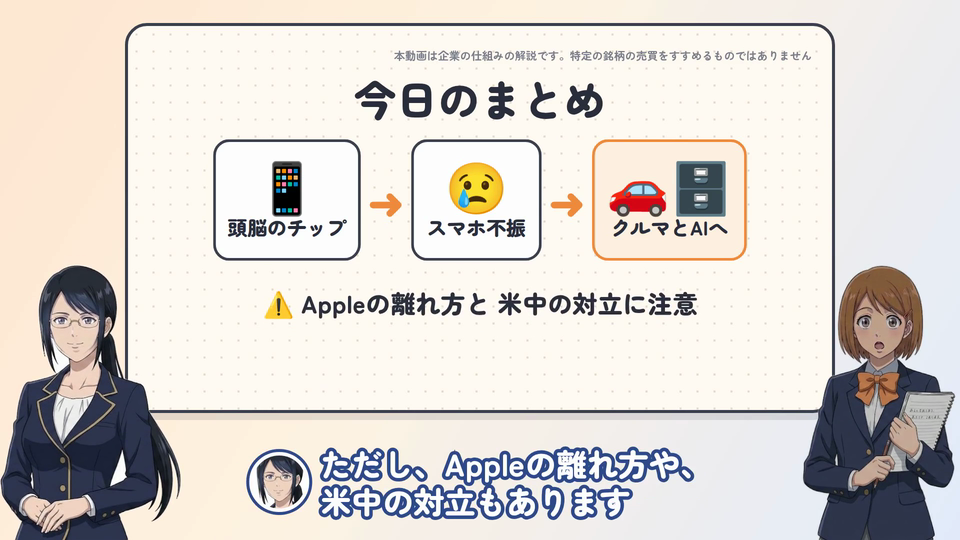 本動画は企業の仕組みの解説です。特定の銘柄の売買をすすめるものではありません
今日のまとめ
頭脳のチップ
スマホ不振
クルマとAIへ
Appleの離れ方と 米中の対立に注意
ただし、Appleの離れ方や、
米中の対立もあります